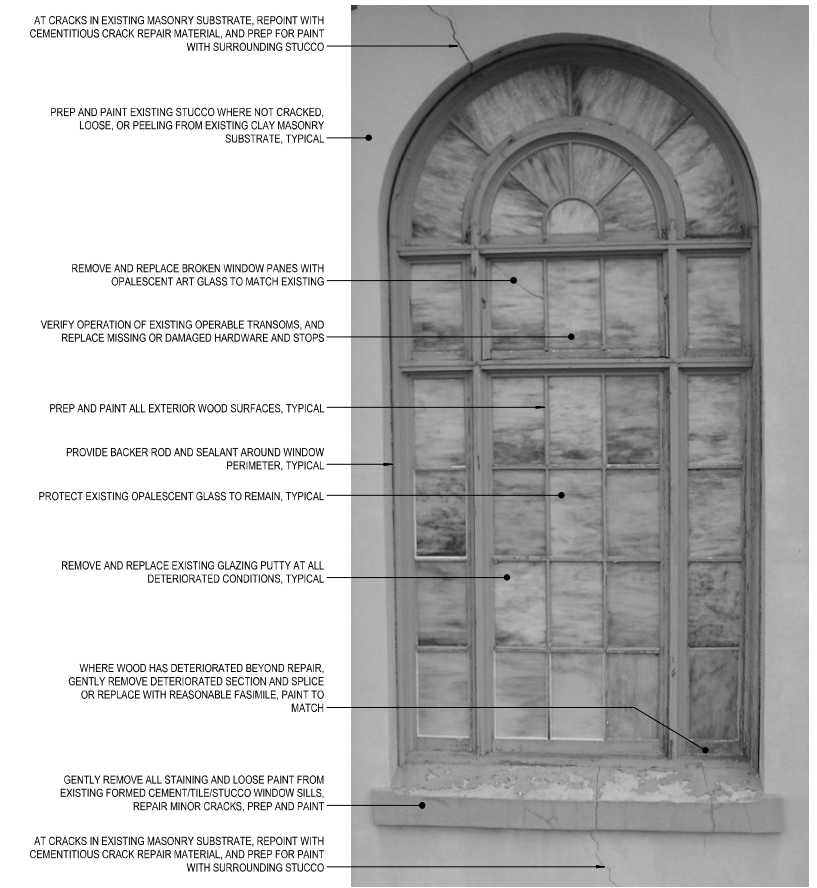 AT CRACKS IN EXISTING MASONRY SUBSTRATE, REPOINT WITH
CEMENTITIOUS CRACK REPAIR MATERIAL, AND PREP FOR PAINT
WITH SURROUNDING STUCCO
PREP AND PAINT EXISTING STUCCO WHERE NOT CRACKED,
LOOSE, OR PEELING FROM EXISTING CLAY MASONRY
SUBSTRATE, TYPICAL
REMOVE AND REPLACE BROKEN WINDOW PANES WITH
OPALESCENT ART GLASS TO MATCH EXISTING
VERIFY OPERATION OF EXISTING OPERABLE TRANSOMS, AND
REPLACE MISSING OR DAMAGED HARDWARE AND STOPS
PREP AND PAINT ALL EXTERIOR WOOD SURFACES, TYPICAL
PROVIDE BACKER ROD AND SEALANT AROUND WINDOW
PERIMETER, TYPICAL
PROTECT EXISTING OPALESCENT GLASS TO REMAIN, TYPICAL
REMOVE AND REPLACE EXISTING GLAZING PUTTY AT ALL
DETERIORATED CONDITIONS, TYPICAL
WHERE WOOD HAS DETERIORATED BEYOND REPAIR,
GENTLY REMOVE DETERIORATED SECTION AND SPLICE
OR REPLACE WITH REASONABLE FASIMILE, PAINT TO
MATCH
GENTLY REMOVE ALL STAINING AND LOOSE PAINT FROM
EXISTING FORMED CEMENT/TILE/STUCCO WINDOW SILLS,
REPAIR MINOR CRACKS, PREP AND PAINT
AT CRACKS IN EXISTING MASONRY SUBSTRATE, REPOINT WITH
CEMENTITIOUS CRACK REPAIR MATERIAL, AND PREP FOR PAINT
WITH SURROUNDING STUCCO